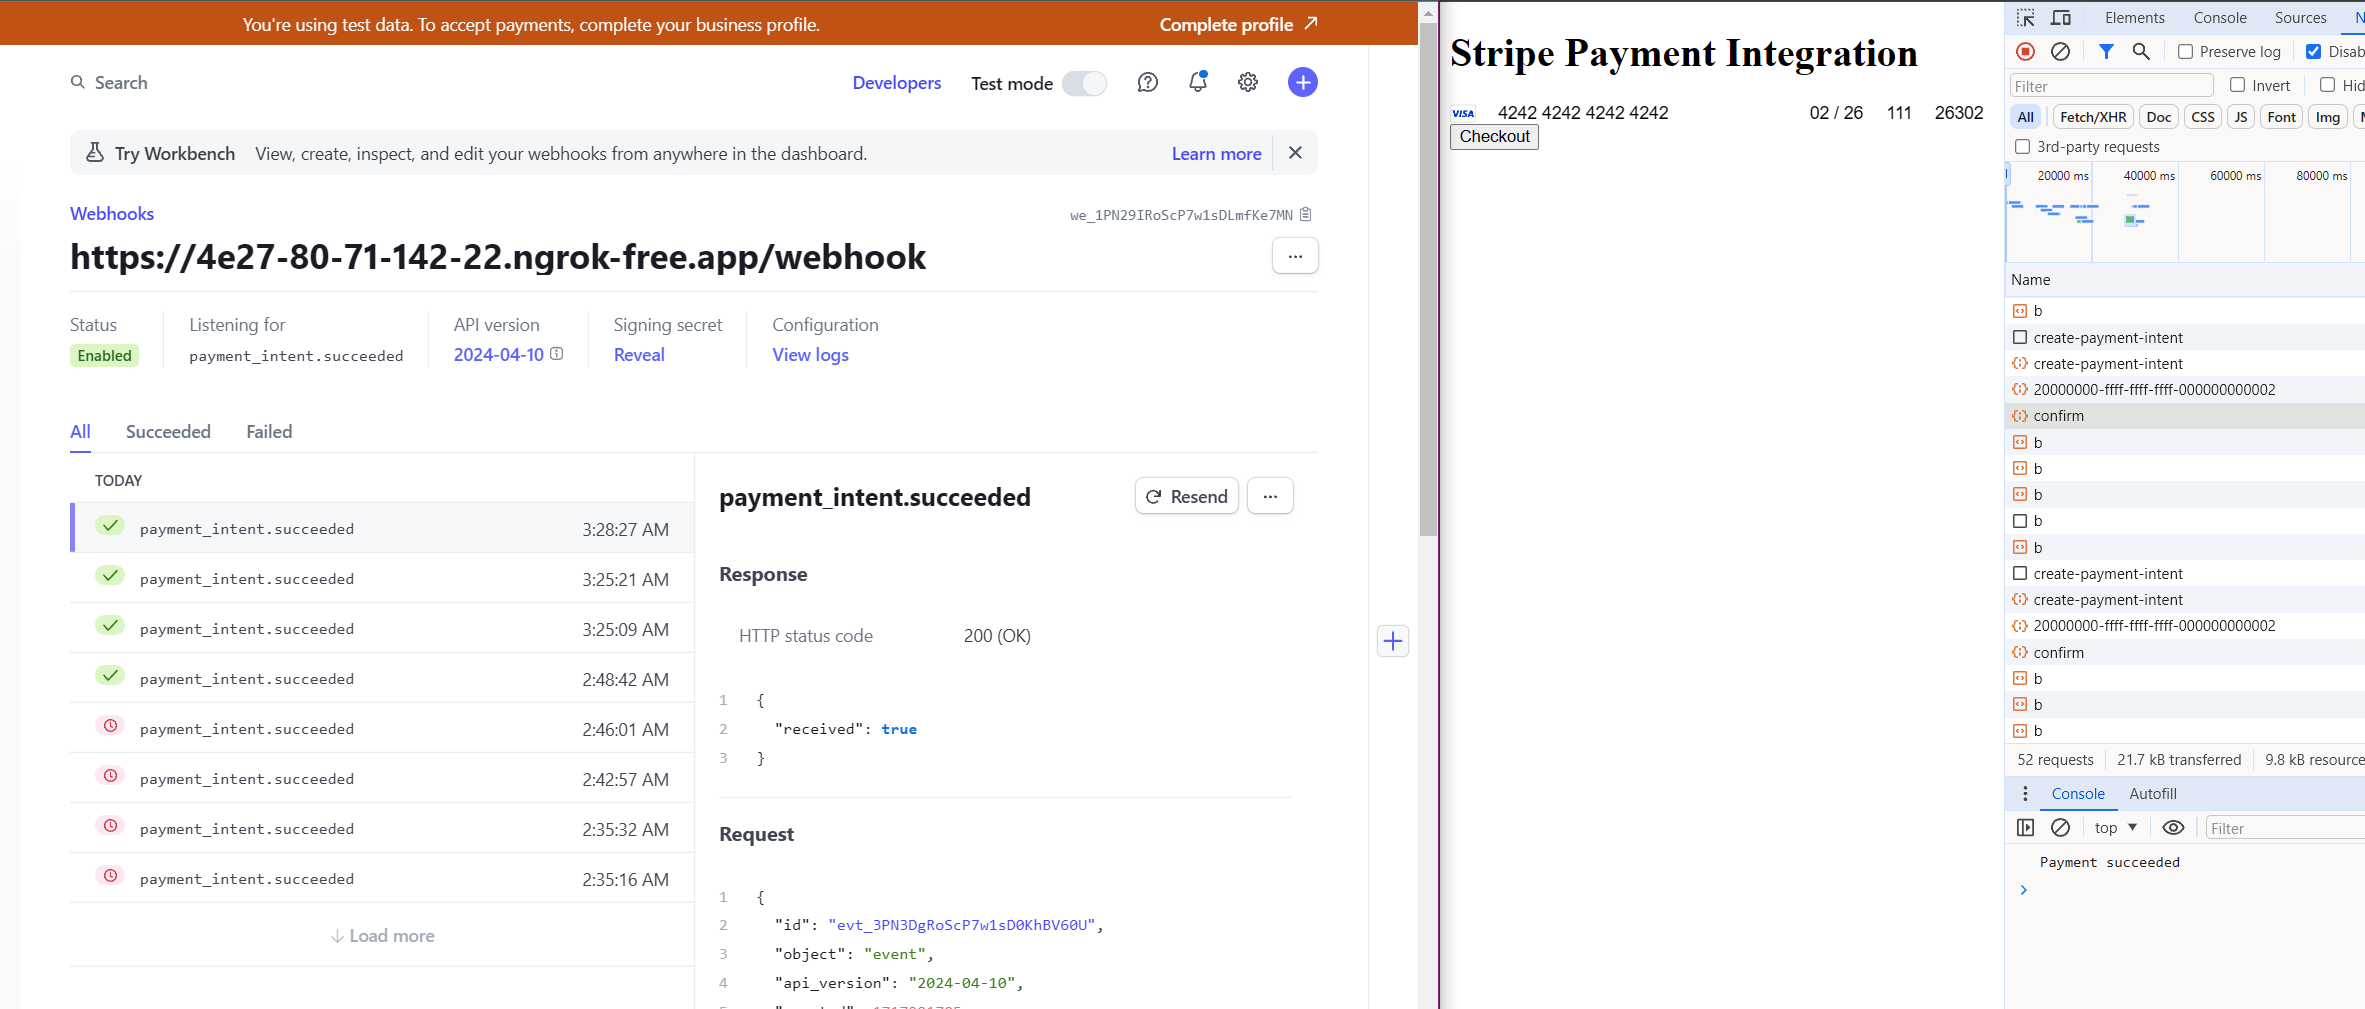 You're using test data. To accept payments, complete your business profile.
Complete profile
Search
Developers
Test mode
Try Workbench View, create, inspect, and edit your webhooks from anywhere in the dashboard.
Learn more
Webhooks
we_1PN29IRoScP7w1sDLmfKe7MN
https://4e27-80-71-142-22.ngrok-free.app/webhook
Status
Enabled
Listening for
payment_intent.succeeded
API version
2024-04-10
Signing secret
Reveal
Configuration
View logs
All Succeeded Failed
TODAY
payment_intent.succeeded 3:28:27 AM
payment_intent.succeeded 3:25:21 AM
payment_intent.succeeded 3:25:09 AM
payment_intent.succeeded 2:48:42 AM
payment_intent.succeeded 2:46:01 AM
payment_intent.succeeded 2:42:57 AM
payment_intent.succeeded 2:35:32 AM
payment_intent.succeeded 2:35:16 AM
Load more
payment_intent.succeeded
Resend
Response
HTTP status code 200 (OK)
1 {
2 "received": true
3 }
Request
1 {
2 "id": "evt_3PN3DgRoScP7w1sD0KhBV60U",
3 "object": "event",
4 "api_version": "2024-04-10",
Stripe Payment Integration
VISA 4242 4242 4242 4242 02 / 26 111 26302
Checkout
Elements Console Sources N
Preserve log Disab
Filter Invert Hid
All Fetch/XHR Doc CSS JS Font Img
3rd-party requests
20000 ms 40000 ms 60000 ms 80000 ms
Name
b
create-payment-intent
create-payment-intent
20000000-ffff-ffff-ffff-000000000002
confirm
b
b
b
b
b
create-payment-intent
create-payment-intent
20000000-ffff-ffff-ffff-000000000002
confirm
b
b
b
52 requests 21.7 kB transferred 9.8 kB resource
Console Autofill
top Filter
Payment succeeded